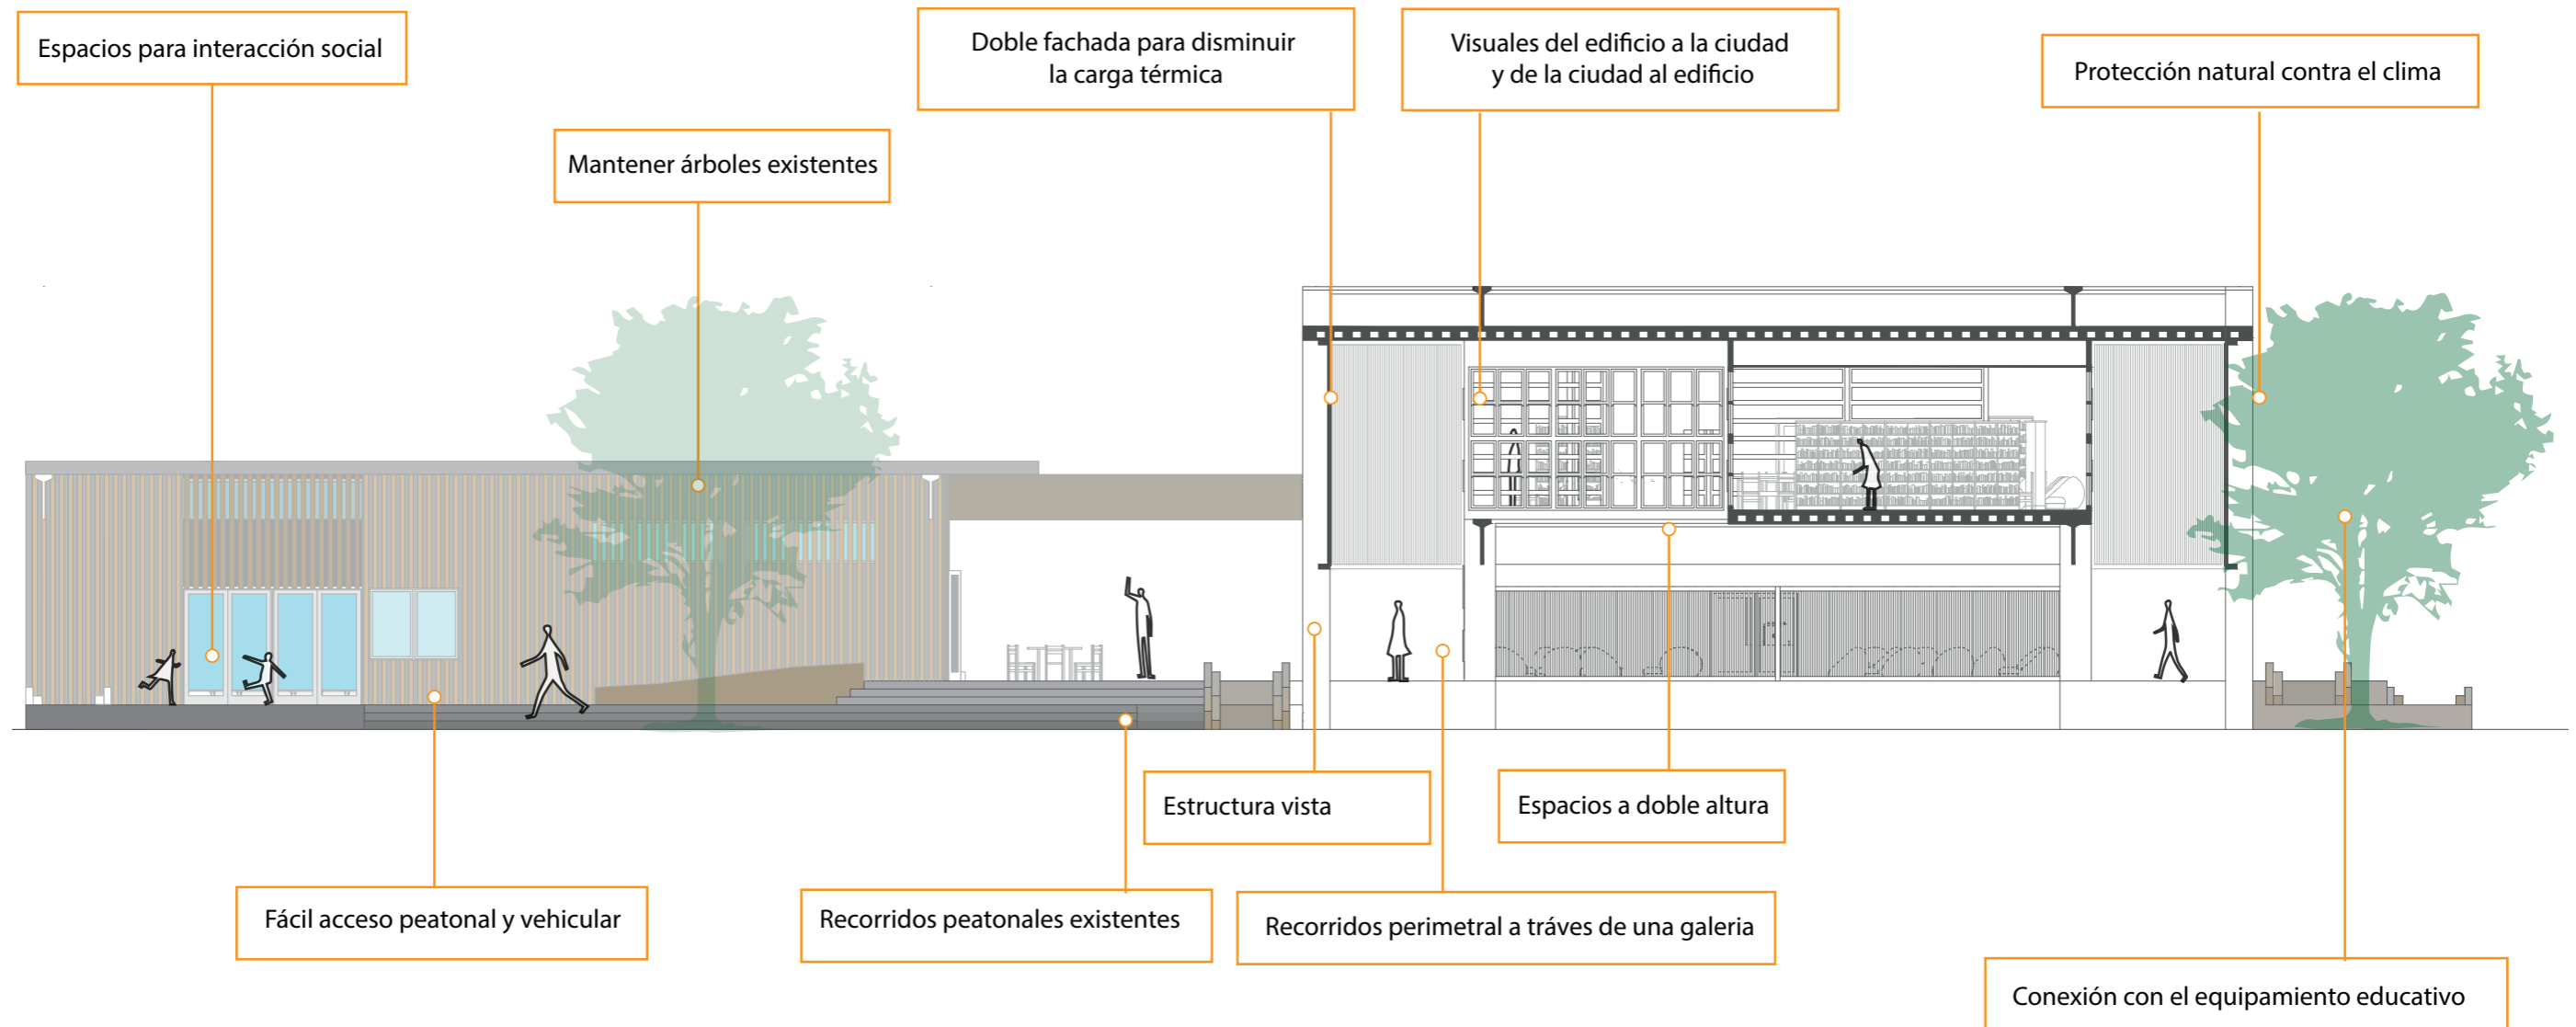 Espacios para interacción social
Doble fachada para disminuir
la carga térmica
Visuales del edificio a la ciudad
y de la ciudad al edificio
Protección natural contra el clima
Mantener árboles existentes
Estructura vista
Espacios a doble altura
Fácil acceso peatonal y vehicular
Recorridos peatonales existentes
Recorridos perimetral a tráves de una galeria
Conexión con el equipamiento educativo